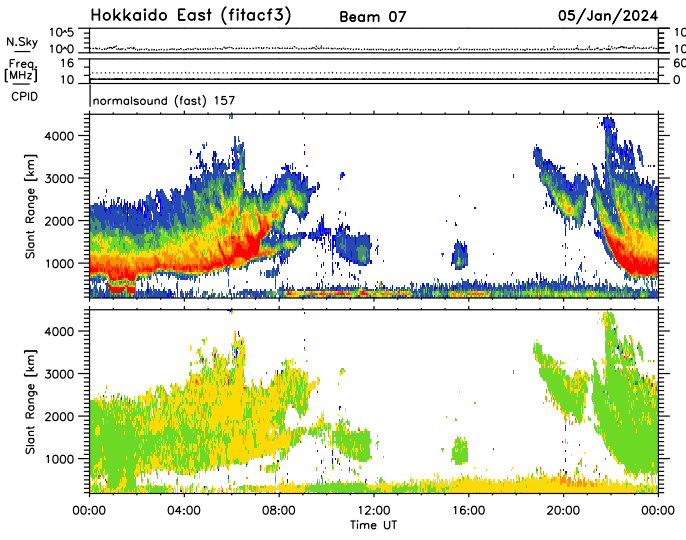 Hokkaido East (fitacf3) Beam 07 05/Jan/2024
N.Sky 10^5 10^0 10 10
Freq. [MHz] 16 10 60 0
CPID normalsound (fast) 157
Slant Range [km] 4000 3000 2000 1000
Slant Range [km] 4000 3000 2000 1000
00:00 04:00 08:00 12:00 16:00 20:00 00:00
Time UT